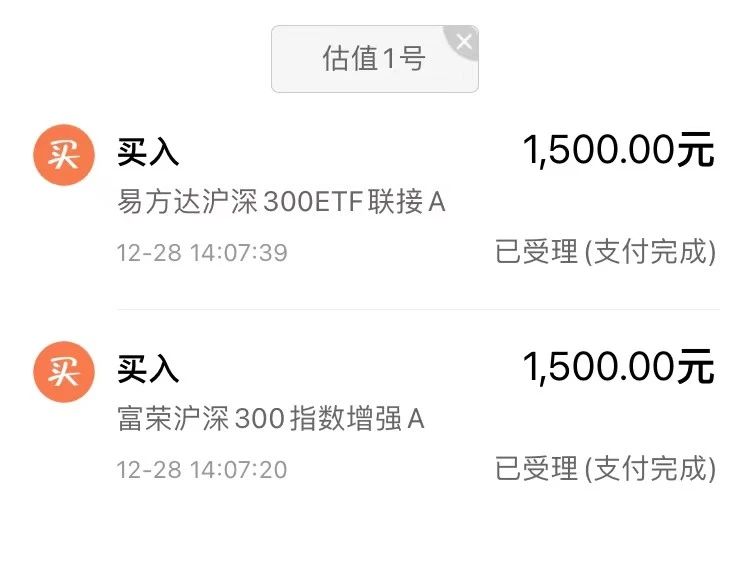 估值1号
买 买入 1,500.00元
易方达沪深300ETF联接A
12-28 14:07:39 已受理(支付完成)
买 买入 1,500.00元
富荣沪深300指数增强A
12-28 14:07:20 已受理(支付完成)